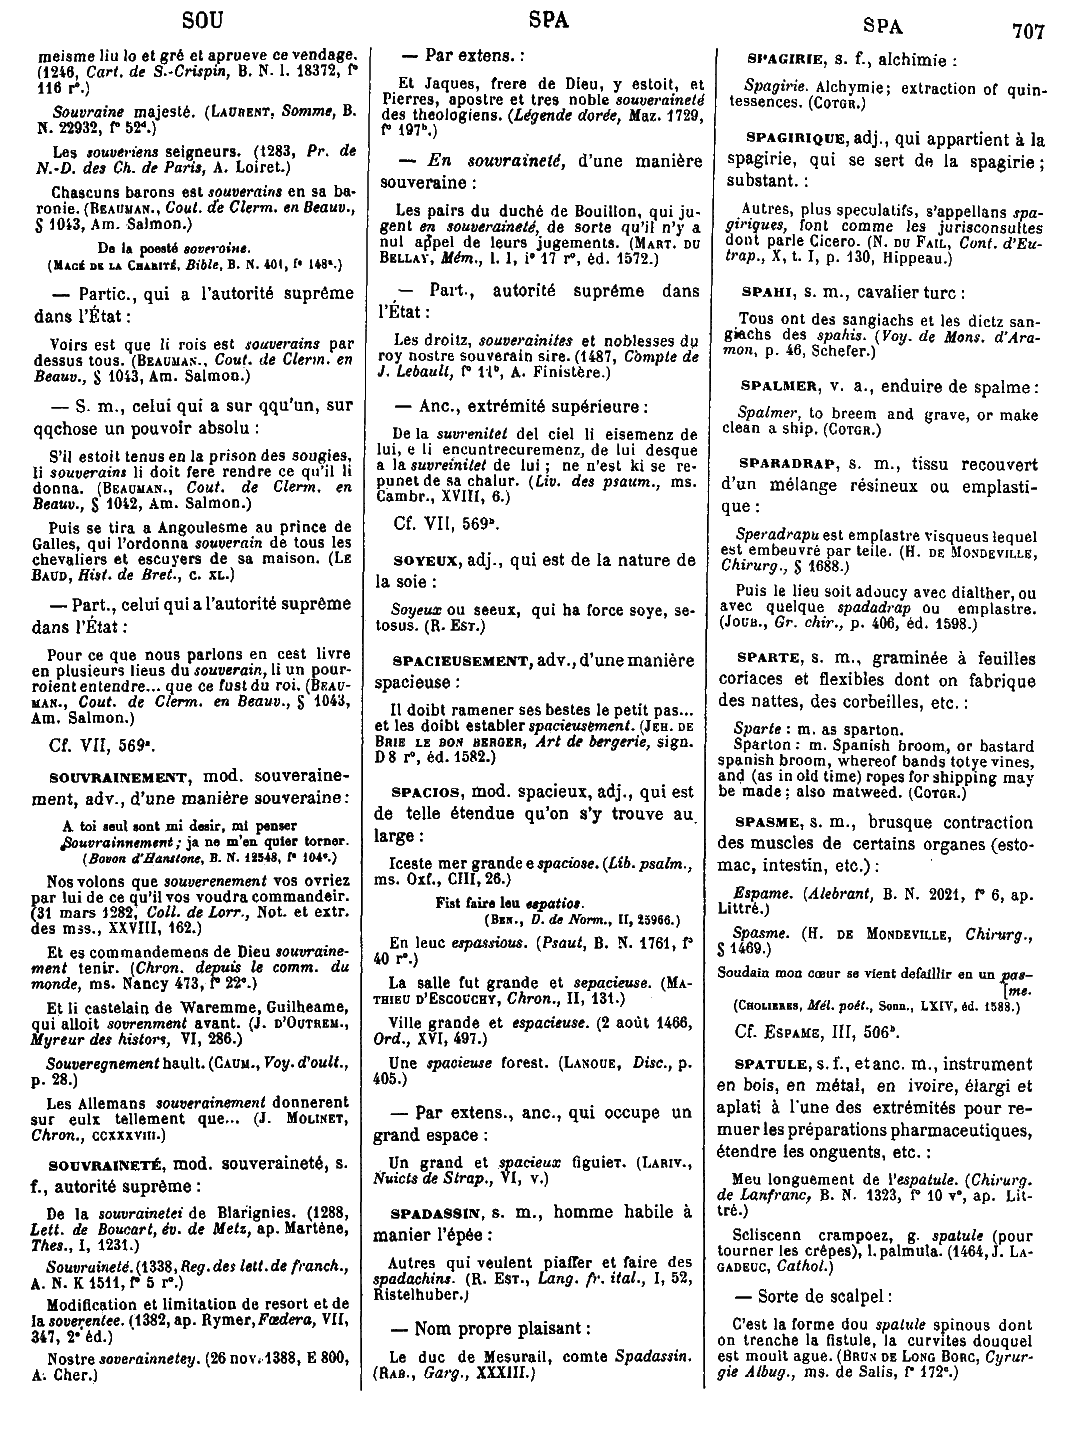 SOU
SPA
SPA
707
meisme liu lo et gré et aprueve ce vendage.
(1246, Cart. de S.-Crispin, B. N. l. 18372, f°
116 r°.)
Souvraine majesté. (LAURENT, Somme, B.
N. 22932, f° 52ᵈ.)
Les souveriens seigneurs. (1283, Pr. de
N.-D. des Ch. de Paris, A. Loiret.)
Chascuns barons est souverains en sa ba-
ronie. (BEAUMAN., Cout. de Clerm. en Beauv.,
§ 1043, Am. Salmon.)
De la poesté soveroine.
(MACÉ DE LA CHARITÉ, Bible, B. N. 401, f° 148ᵃ.)
— Partic., qui a l'autorité suprême
dans l'État :
Voirs est que li rois est souverains par
dessus tous. (BEAUMAN., Cout. de Clerm. en
Beauv., § 1043, Am. Salmon.)
— S. m., celui qui a sur qqu'un, sur
qqchose un pouvoir absolu :
S'il estoit tenus en la prison des sougies,
li souverains li doit fere rendre ce qu'il li
donna. (BEAUMAN., Cout. de Clerm. en
Beauv., § 1042, Am. Salmon.)
Puis se tira a Angoulesme au prince de
Galles, qui l'ordonna souverain de tous les
chevaliers et escuyers de sa maison. (LE
BAUD, Hist. de Bret., c. XL.)
— Part., celui qui a l'autorité suprême
dans l'État :
Pour ce que nous parlons en cest livre
en plusieurs lieus du souverain, li un pour-
roient entendre... que ce fust du roi. (BEAU-
MAN., Cout. de Clerm. en Beauv., § 1043,
Am. Salmon.)
Cf. VII, 569ᵃ.
SOUVRAINEMENT, mod. souveraine-
ment, adv., d'une manière souveraine :
A toi seul sont mi desir, mi penser
Souvrainnement ; ja ne m'en quier torner.
(Bovon d'Hanstone, B. N. 12548, f° 104ᵃ.)
Nos volons que souverenement vos ovriez
par lui de ce qu'il vos voudra commandeir.
(31 mars 1282, Coll. de Lorr., Not. et extr.
des mss., XXVIII, 162.)
Et es commandemens de Dieu souvraine-
ment tenir. (Chron. depuis le comm. du
monde, ms. Nancy 473, f° 22ᵃ.)
Et li castelain de Waremme, Guilheame,
qui alloit sovrenment avant. (J. D'OUTREM.,
Myreur des histors, VI, 286.)
Souveregnement hault. (CAUM., Voy. d'oult.,
p. 28.)
Les Allemans souverainement donnerent
sur eulx tellement que... (J. MOLINET,
Chron., CCXXXVIII.)
SOUVRAINETÉ, mod. souveraineté, s.
f., autorité suprême :
De la souvrainetei de Blarignies. (1288,
Lett. de Boucart, év. de Metz, ap. Martène,
Thes., I, 1231.)
Souvraineté. (1338, Reg. des lett. de franch.,
A. N. K 1511, f° 5 r°.)
Modification et limitation de resort et de
la soverentee. (1382, ap. Rymer, Fœdera, VII,
347, 2ᵉ éd.)
Nostre soverainnetey. (26 nov. 1388, E 800,
A. Cher.)
— Par extens. :
Et Jaques, frere de Dieu, y estoit, et
Pierres, apostre et tres noble souveraineté
des theologiens. (Légende dorée, Maz. 1729,
f° 197ᵇ.)
— En souvraineté, d'une manière
souveraine :
Les pairs du duché de Bouillon, qui ju-
gent en souveraineté, de sorte qu'il n'y a
nul appel de leurs jugements. (MART. DU
BELLAY, Mém., l. I, f° 17 r°, éd. 1572.)
— Part., autorité suprême dans
l'État :
Les droitz, souverainites et noblesses du
roy nostre souverain sire. (1487, Compte de
J. Lebault, f° 11ᵇ, A. Finistère.)
— Anc., extrémité supérieure :
De la suvrenitet del ciel li eisemenz de
lui, e li encuntrecuremenz, de lui desque
a la suvreinitet de lui ; ne n'est ki se re-
punet de sa chalur. (Liv. des psaum., ms.
Cambr., XVIII, 6.)
Cf. VII, 569ᵃ.
SOYEUX, adj., qui est de la nature de
la soie :
Soyeux ou seeux, qui ha force soye, se-
tosus. (R. EST.)
SPACIEUSEMENT, adv., d'une manière
spacieuse :
Il doibt ramener ses bestes le petit pas...
et les doibt establer spacieusement. (JEH. DE
BRIE LE BON BERGER, Art de bergerie, sign.
D 8 r°, éd. 1582.)
SPACIOS, mod. spacieux, adj., qui est
de telle étendue qu'on s'y trouve au
large :
Iceste mer grande e spaciose. (Lib. psalm.,
ms. Oxf., CIII, 26.)
Fist faire leu espatios.
(BEN., D. de Norm., II, 25966.)
En leuc espassious. (Psaut, B. N. 1761, f°
40 r°.)
La salle fut grande et sepacieuse. (MA-
THIEU D'ESCOUCHY, Chron., II, 131.)
Ville grande et espacieuse. (2 août 1466,
Ord., XVI, 497.)
Une spacieuse forest. (LANOUE, Disc., p.
405.)
— Par extens., anc., qui occupe un
grand espace :
Un grand et spacieux figuier. (LARIV.,
Nuicts de Strap., VI, V.)
SPADASSIN, s. m., homme habile à
manier l'épée :
Autres qui veulent piaffer et faire des
spadachins. (R. EST., Lang. fr. ital., I, 52,
Ristelhuber.)
— Nom propre plaisant :
Le duc de Mesurail, comte Spadassin.
(RAB., Garg., XXXIII.)
SPAGIRIE, s. f., alchimie :
Spagirie. Alchymie; extraction of quin-
tessences. (COTGR.)
SPAGIRIQUE, adj., qui appartient à la
spagirie, qui se sert de la spagirie ;
substant. :
Autres, plus speculatifs, s'appellans spa-
giriques, font comme les jurisconsultes
dont parle Cicero. (N. DU FAIL, Cont. d'Eu-
trap., X, t. I, p. 130, Hippeau.)
SPAHI, s. m., cavalier turc :
Tous ont des sangiachs et les dictz san-
giachs des spahis. (Voy. de Mons. d'Ara-
mon, p. 46, Schefer.)
SPALMER, v. a., enduire de spalme :
Spalmer, to breem and grave, or make
clean a ship. (COTGR.)
SPARADRAP, s. m., tissu recouvert
d'un mélange résineux ou emplasti-
que :
Speradrapu est emplastre visqueus lequel
est embeuvré par teile. (H. DE MONDEVILLE,
Chirurg., § 1688.)
Puis le lieu soit adoucy avec dialther, ou
avec quelque spadadrap ou emplastre.
(JOUB., Gr. chir., p. 406, éd. 1598.)
SPARTE, s. m., graminée à feuilles
coriaces et flexibles dont on fabrique
des nattes, des corbeilles, etc. :
Sparte : m. as sparton.
Sparton : m. Spanish broom, or bastard
spanish broom, whereof bands totye vines,
and (as in old time) ropes for shipping may
be made ; also matweed. (COTGR.)
SPASME, s. m., brusque contraction
des muscles de certains organes (esto-
mac, intestin, etc.) :
Espame. (Alebrant, B. N. 2021, f° 6, ap.
Littré.)
Spasme. (H. DE MONDEVILLE, Chirurg.,
§ 1469.)
Soudain mon cœur se vient defaillir en un pas-
[me.
(CHOLIERES, Mél. poét., Sonn., LXIV, éd. 1588.)
Cf. ESPAME, III, 506ᵇ.
SPATULE, s. f., et anc. m., instrument
en bois, en métal, en ivoire, élargi et
aplati à l'une des extrémités pour re-
muer les préparations pharmaceutiques,
étendre les onguents, etc. :
Meu longuement de l'espatule. (Chirurg.
de Lanfranc, B. N. 1323, f° 10 v°, ap. Lit-
tré.)
Scliscenn crampoez, g. spatule (pour
tourner les crêpes), l. palmula. (1464, J. LA-
GADEUC, Cathol.)
— Sorte de scalpel :
C'est la forme dou spatule spinous dont
on trenche la fistule, la curvites douquel
est moult ague. (BRUN DE LONG BORC, Cyrur-
gie Albug., ms. de Salis, f° 172ᵃ.)